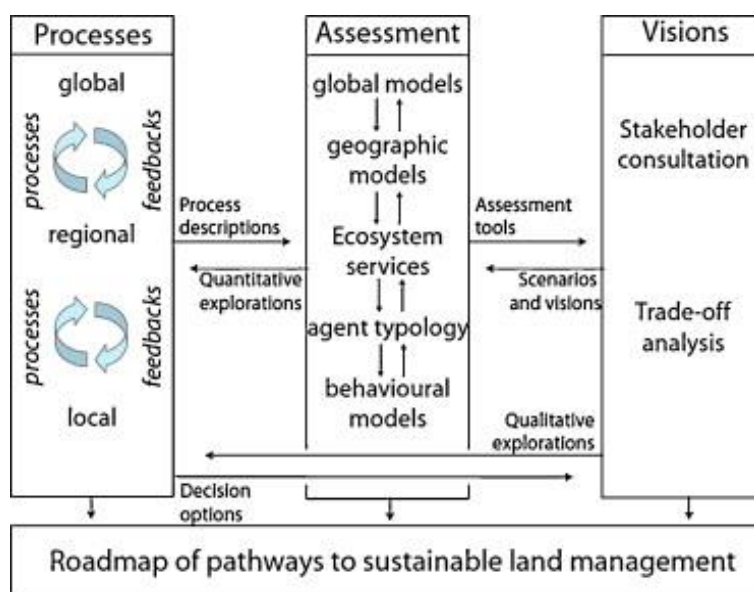 Processes
global
processes
feedbacks
regional
processes
feedbacks
local
Process
descriptions
Quantitative
explorations
Assessment
global models
geographic
models
Ecosystem
services
agent typology
behavioural
models
Assessment
tools
Scenarios
and visions
Visions
Stakeholder
consultation
Trade-off
analysis
Qualitative
explorations
Decision
options
Roadmap of pathways to sustainable land management